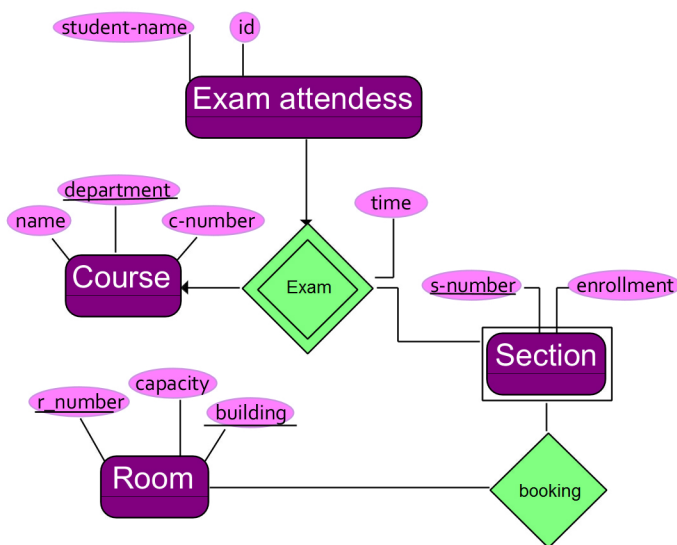 student-name
id
Exam attendess
department
time
name
c-number
Course
Exam
s-number
enrollment
Section
capacity
r_number
building
Room
booking